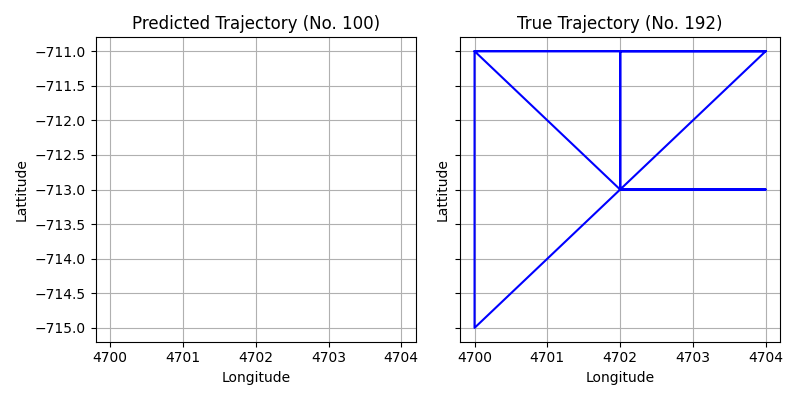 Predicted Trajectory (No. 100)
−711.0
−711.5
−712.0
−712.5
−713.0
−713.5
−714.0
−714.5
−715.0
Lattitude
4700 4701 4702 4703 4704
Longitude
True Trajectory (No. 192)
Lattitude
4700 4701 4702 4703 4704
Longitude